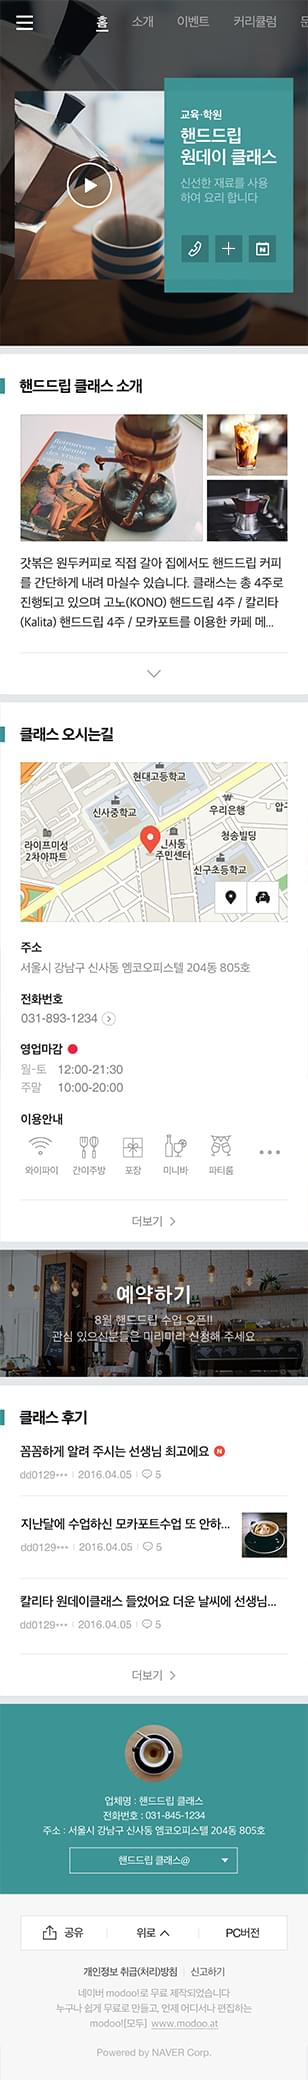 홈 소개 이벤트 커리큘럼
교육·학원
핸드드립
원데이 클래스
신선한 재료를 사용
하여 요리 합니다
핸드드립 클래스 소개
Retrouvons
le chemin
des vraies
갓볶은 원두커피로 직접 갈아 집에서도 핸드드립 커피
를 간단하게 내려 마실수 있습니다. 클래스는 총 4주로
진행되고 있으며 고노(KONO) 핸드드립 4주 / 칼리타
(Kalita) 핸드드립 4주 / 모카포트를 이용한 카페 메...
클래스 오시는길
현대고등학교
신사중학교
우리은행
압구
라이프미성
2차아파트
청송빌딩
신사동
주민센터
신구초등학교
주소
서울시 강남구 신사동 엠코오피스텔 204동 805호
전화번호
031-893-1234
영업마감
월-토 12:00-21:30
주말 10:00-20:00
이용안내
와이파이 간이주방 포장 미니바 파티룸
더보기
예약하기
8월 핸드드립 수업 오픈!!
관심 있으신분들은 미리미리 신청해 주세요
클래스 후기
꼼꼼하게 알려 주시는 선생님 최고에요 N
dd0129••• 2016.04.05 5
지난달에 수업하신 모카포트수업 또 안하...
dd0129••• 2016.04.05 5
칼리타 원데이클래스 들었어요 더운 날씨에 선생님...
dd0129••• 2016.04.05 5
더보기
업체명 : 핸드드립 클래스
전화번호 : 031-845-1234
주소 : 서울시 강남구 신사동 엠코오피스텔 204동 805호
핸드드립 클래스@
공유 위로 PC버전
개인정보 취급(처리)방침 신고하기
네이버 modoo!로 무료 제작되었습니다
누구나 쉽게 무료로 만들고, 언제 어디서나 편집하는
modoo![모두] www.modoo.at
Powered by NAVER Corp.